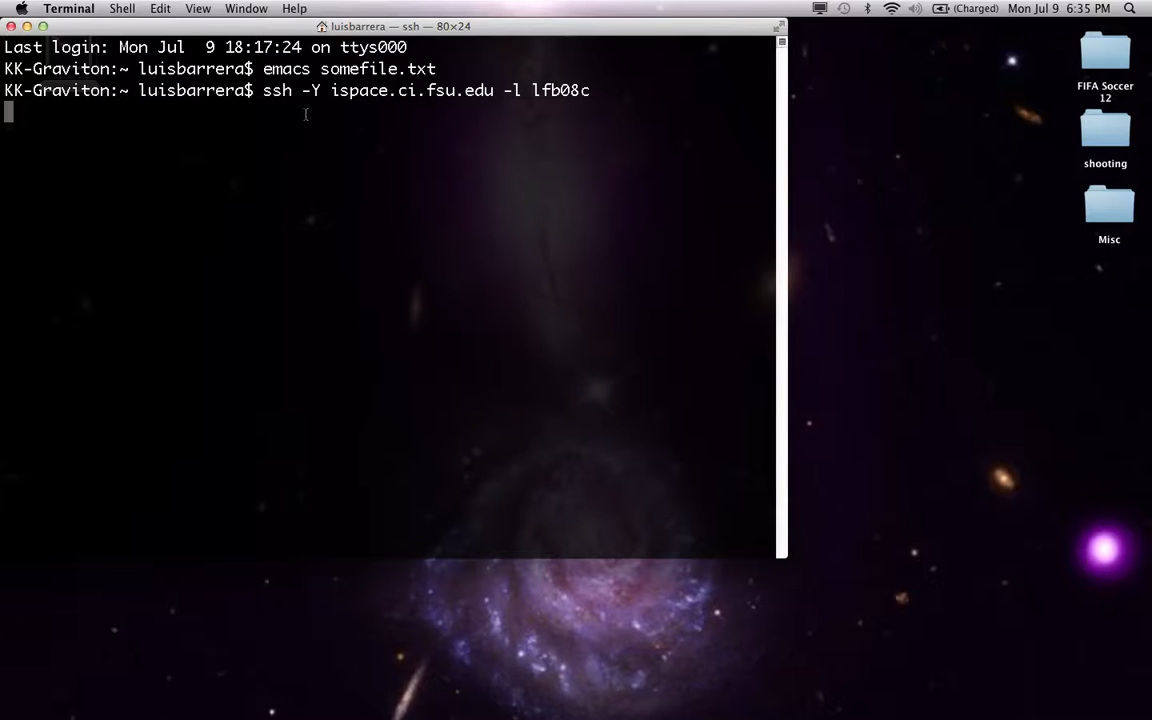 Terminal Shell Edit View Window Help (Charged) Mon Jul 9 6:35 PM
luisbarrera — ssh — 80×24
Last login: Mon Jul  9 18:17:24 on ttys000
KK-Graviton:~ luisbarrera$ emacs somefile.txt
KK-Graviton:~ luisbarrera$ ssh -Y ispace.ci.fsu.edu -l lfb08c
FIFA Soccer
12
shooting
Misc